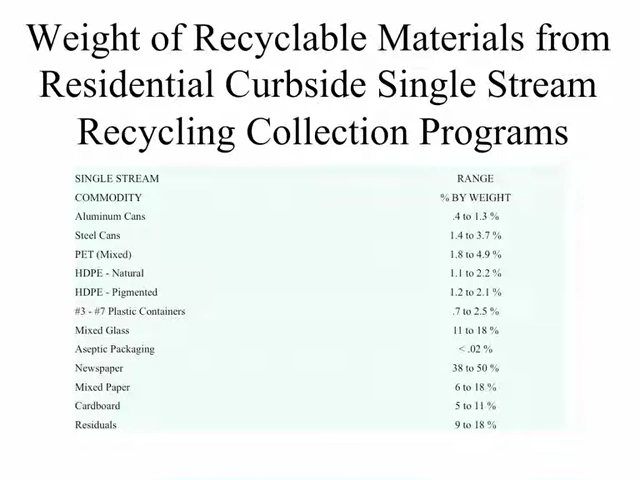 Weight of Recyclable Materials from
Residential Curbside Single Stream
Recycling Collection Programs
SINGLE STREAM RANGE
COMMODITY % BY WEIGHT
Aluminum Cans .4 to 1.3 %
Steel Cans 1.4 to 3.7 %
PET (Mixed) 1.8 to 4.9 %
HDPE - Natural 1.1 to 2.2 %
HDPE - Pigmented 1.2 to 2.1 %
#3 - #7 Plastic Containers .7 to 2.5 %
Mixed Glass 11 to 18 %
Aseptic Packaging < .02 %
Newspaper 38 to 50 %
Mixed Paper 6 to 18 %
Cardboard 5 to 11 %
Residuals 9 to 18 %